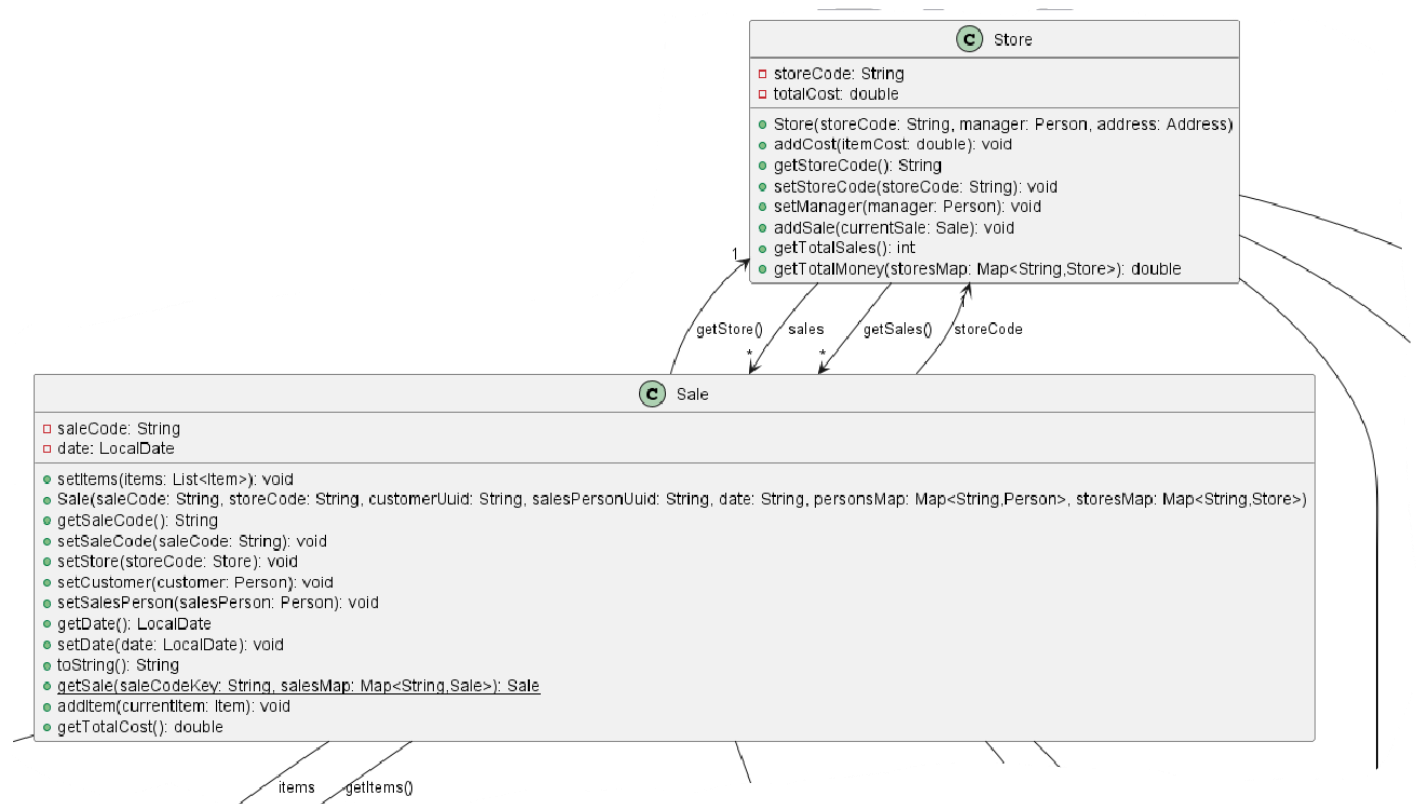 C Store
storeCode: String
totalCost: double
Store(storeCode: String, manager: Person, address: Address)
addCost(itemCost: double): void
getStoreCode(): String
setStoreCode(storeCode: String): void
setManager(manager: Person): void
addSale(currentSale: Sale): void
getTotalSales(): int
getTotalMoney(storesMap: Map<String,Store>): double
1
1
getStore() sales getSales() storeCode
* *
C Sale
saleCode: String
date: LocalDate
setItems(items: List<Item>): void
Sale(saleCode: String, storeCode: String, customerUuid: String, salesPersonUuid: String, date: String, personsMap: Map<String,Person>, storesMap: Map<String,Store>)
getSaleCode(): String
setSaleCode(saleCode: String): void
setStore(storeCode: Store): void
setCustomer(customer: Person): void
setSalesPerson(salesPerson: Person): void
getDate(): LocalDate
setDate(date: LocalDate): void
toString(): String
getSale(saleCodeKey: String, salesMap: Map<String,Sale>): Sale
addItem(currentItem: Item): void
getTotalCost(): double
items getItems()